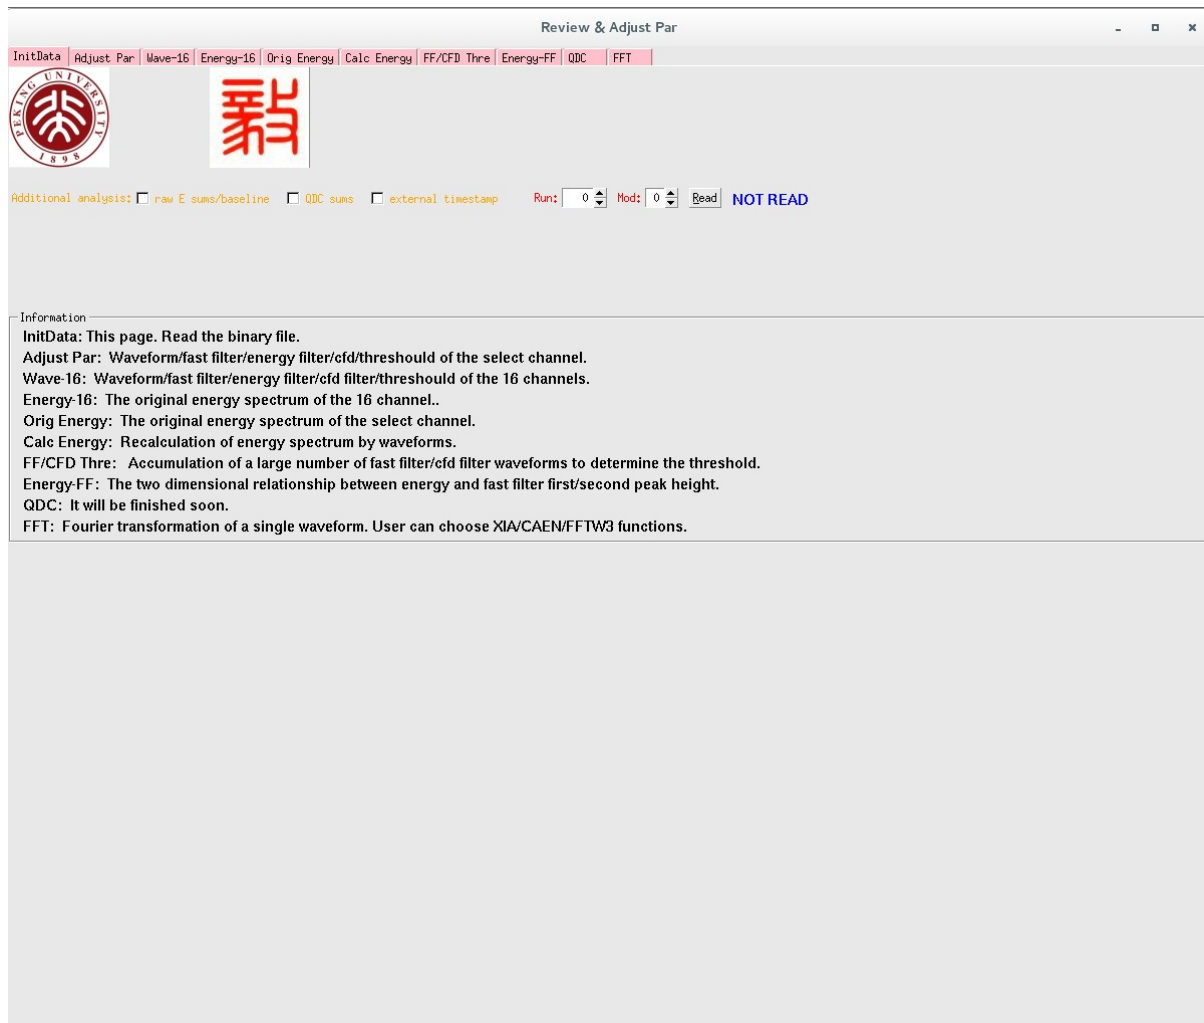 Review & Adjust Par
InitData Adjust Par Wave-16 Energy-16 Orig Energy Calc Energy FF/CFD Thre Energy-FF QDC FFT
PEKING UNIVERSITY
1898
毅
Additional analysis: raw E sums/baseline QDC sums external timestamp Run: 0 Mod: 0 Read NOT READ
Information
InitData: This page. Read the binary file.
Adjust Par: Waveform/fast filter/energy filter/cfd/threshould of the select channel.
Wave-16: Waveform/fast filter/energy filter/cfd filter/threshould of the 16 channels.
Energy-16: The original energy spectrum of the 16 channel..
Orig Energy: The original energy spectrum of the select channel.
Calc Energy: Recalculation of energy spectrum by waveforms.
FF/CFD Thre: Accumulation of a large number of fast filter/cfd filter waveforms to determine the threshold.
Energy-FF: The two dimensional relationship between energy and fast filter first/second peak height.
QDC: It will be finished soon.
FFT: Fourier transformation of a single waveform. User can choose XIA/CAEN/FFTW3 functions.